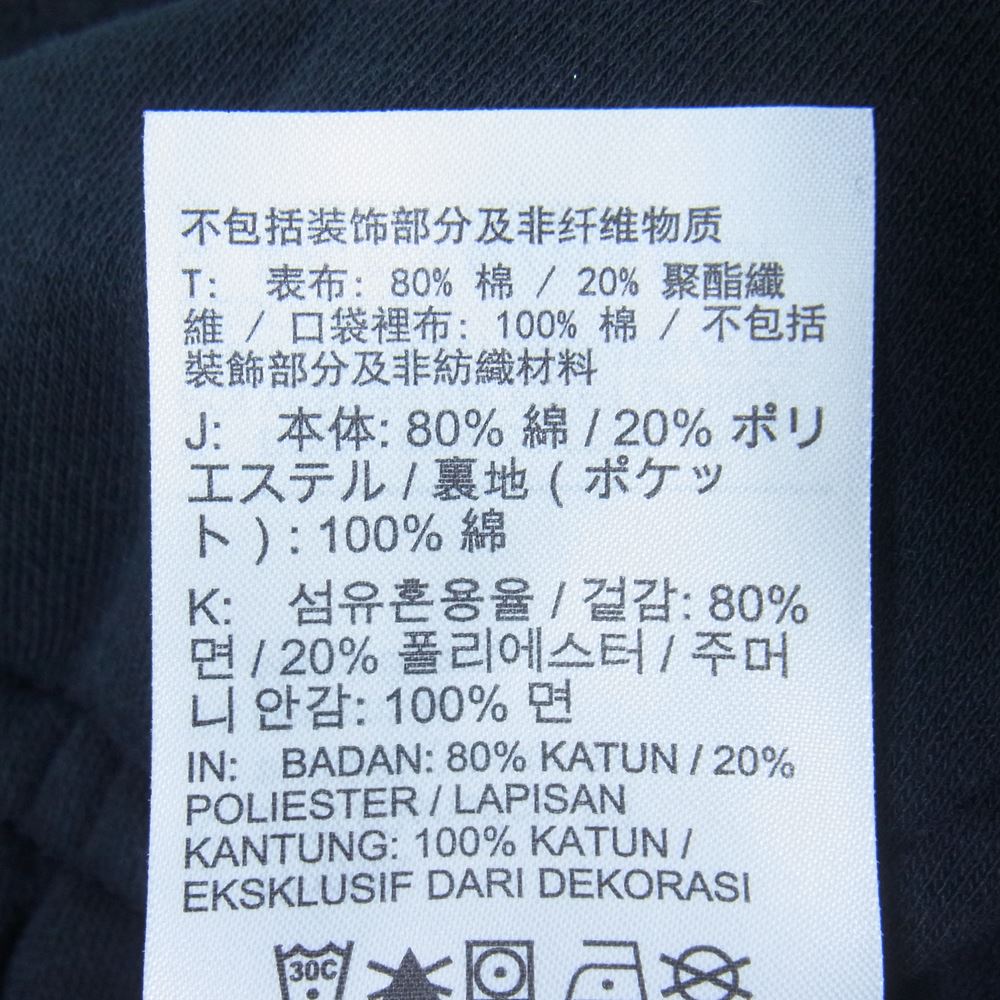 不包括装饰部分及非纤维物质
T: 表布: 80% 棉 / 20% 聚酯纖
維 / 口袋裡布: 100% 棉 / 不包括
裝飾部分及非紡織材料
J: 本体: 80% 綿 / 20% ポリ
エステル / 裏地 ( ポケッ
ト ) : 100% 綿
K: 섬유혼용율 / 겉감: 80%
면 / 20% 폴리에스터 / 주머
니 안감: 100% 면
IN: BADAN: 80% KATUN / 20%
POLIESTER / LAPISAN
KANTUNG: 100% KATUN /
EKSKLUSIF DARI DEKORASI
30C